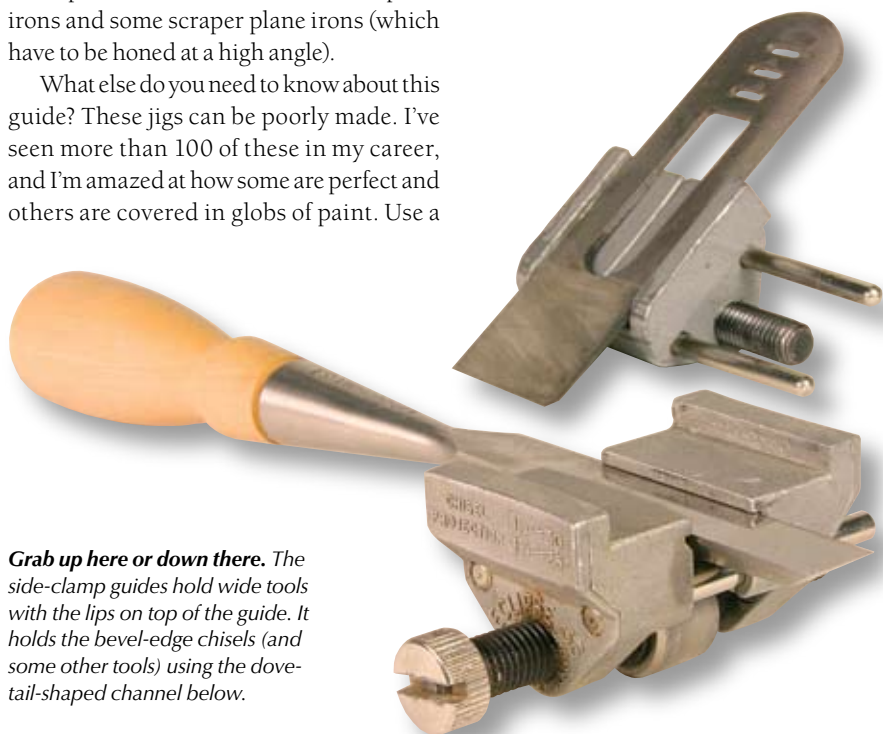 irons and some scraper plane irons (which
have to be honed at a high angle).
What else do you need to know about this
guide? These jigs can be poorly made. I've
seen more than 100 of these in my career,
and I'm amazed at how some are perfect and
others are covered in globs of paint. Use a
CHISEL
PROJECTION
ECLIPSE
Grab up here or down there. The
side-clamp guides hold wide tools
with the lips on top of the guide. It
holds the bevel-edge chisels (and
some other tools) using the dove-
tail-shaped channel below.